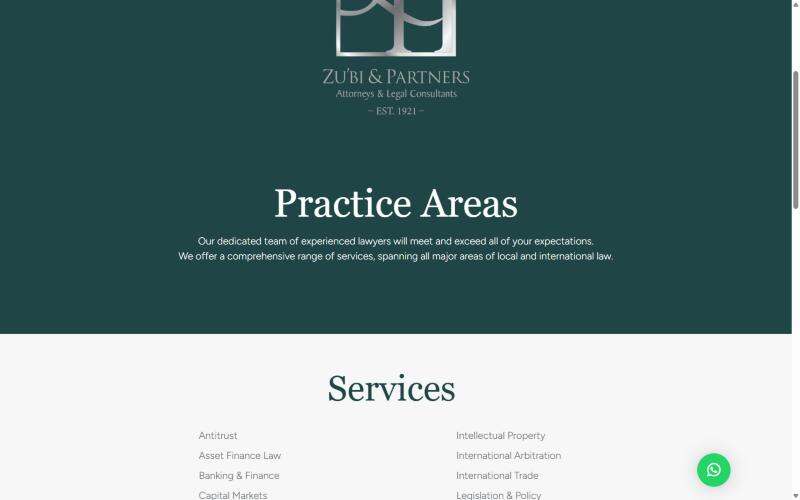 ZU'BI & PARTNERS
Attorneys & Legal Consultants
~ EST. 1921 ~
Practice Areas
Our dedicated team of experienced lawyers will meet and exceed all of your expectations.
We offer a comprehensive range of services, spanning all major areas of local and international law.
Services
Antitrust
Asset Finance Law
Banking & Finance
Capital Markets
Intellectual Property
International Arbitration
International Trade
Legislation & Policy